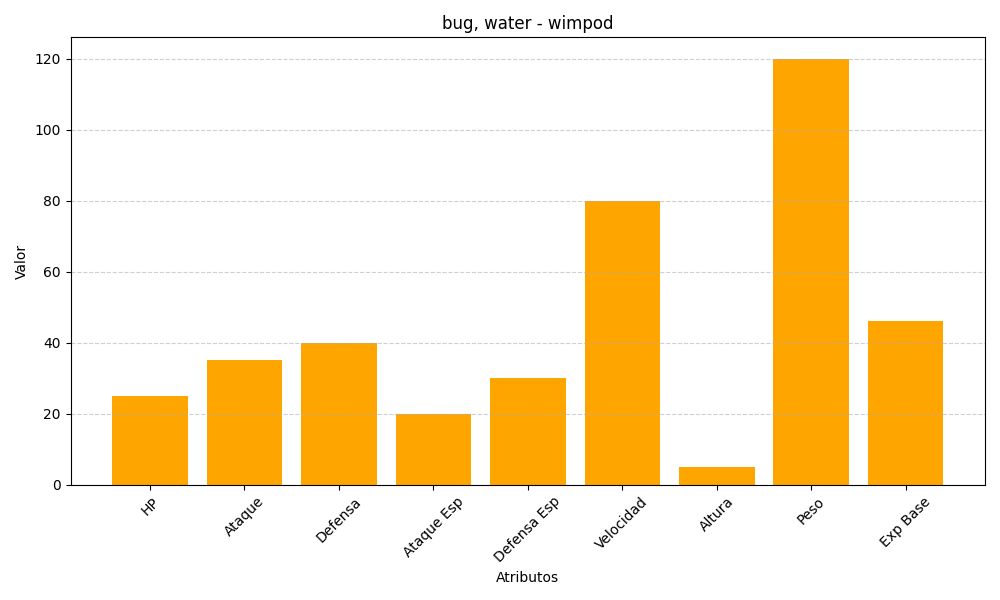 bug, water - wimpod
Valor
120
100
80
60
40
20
0
HP
Ataque
Defensa
Ataque Esp
Defensa Esp
Velocidad
Altura
Peso
Exp Base
Atributos